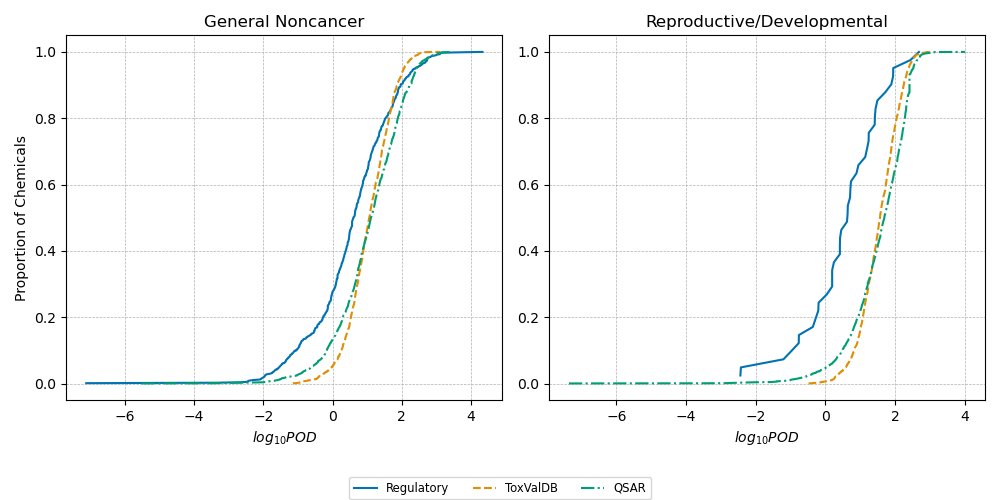 General Noncancer
Reproductive/Developmental
Proportion of Chemicals
1.0
0.8
0.6
0.4
0.2
0.0
−6 −4 −2 0 2 4
log10POD
1.0
0.8
0.6
0.4
0.2
0.0
−6 −4 −2 0 2 4
log10POD
Regulatory ToxValDB QSAR